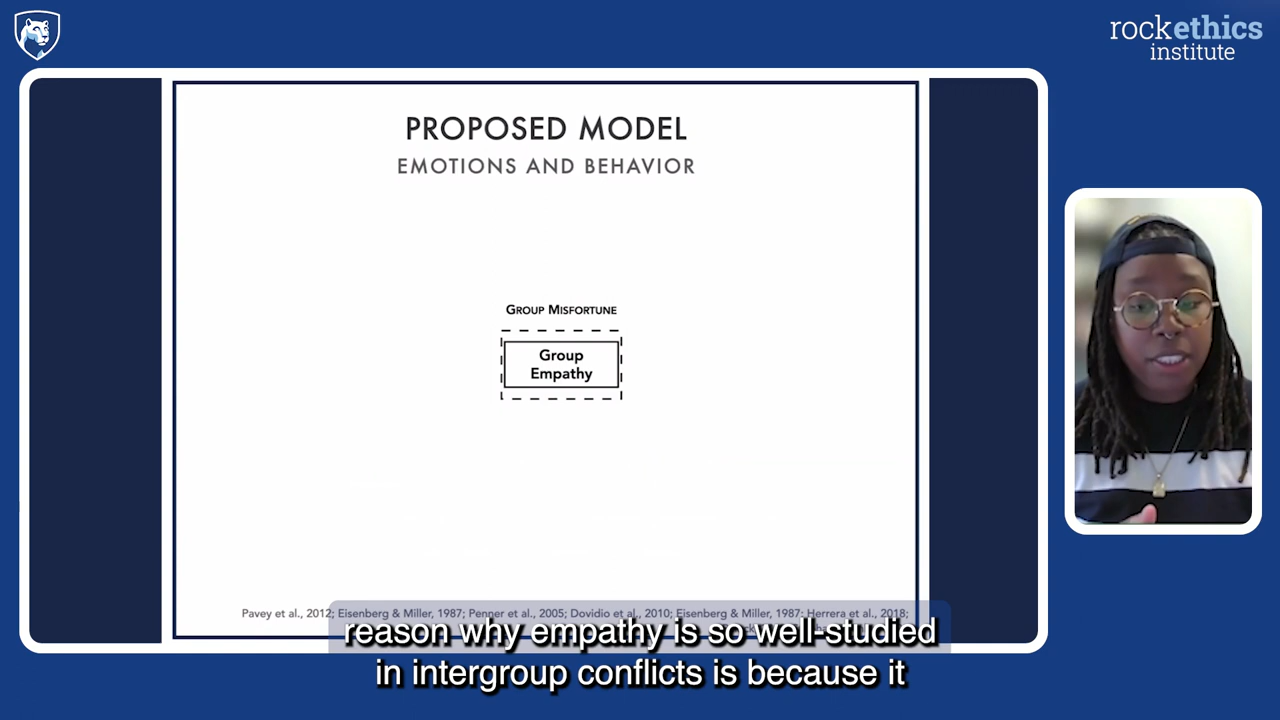 rockethics
institute
PROPOSED MODEL
EMOTIONS AND BEHAVIOR
GROUP MISFORTUNE
Group
Empathy
Pavey et al., 2012; Eisenberg & Miller, 1987; Penner et al., 2005; Dovidio et al., 2010; Eisenberg & Miller, 1987; Herrera et al., 2018;
reason why empathy is so well-studied
in intergroup conflicts is because it